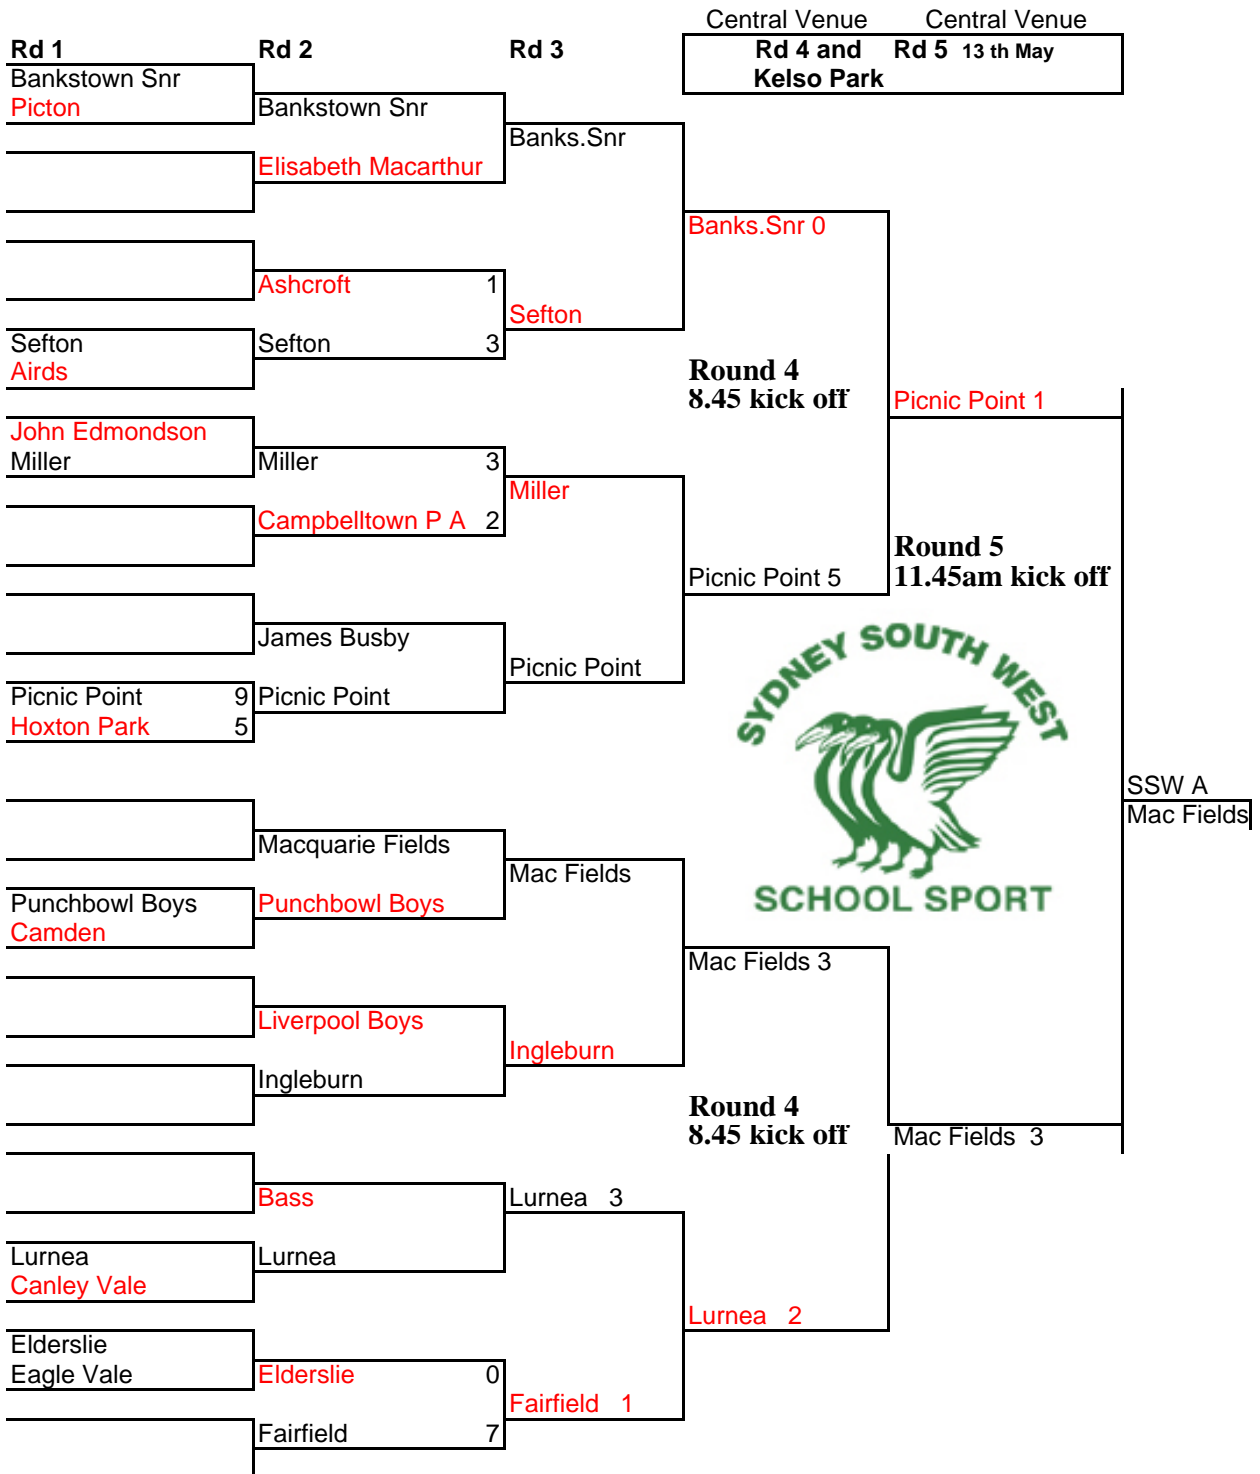 Central Venue Central Venue
Rd 1 Rd 2 Rd 3 Rd 4 and Rd 5 13 th May
Kelso Park
Bankstown Snr
Picton Bankstown Snr
Banks.Snr
Elisabeth Macarthur
Banks.Snr 0
Ashcroft 1
Sefton
Sefton Sefton 3
Airds
Round 4
8.45 kick off Picnic Point 1
John Edmondson
Miller Miller 3
Miller
Campbelltown P A 2
Round 5
Picnic Point 5 11.45am kick off
James Busby
Picnic Point
Picnic Point 9 Picnic Point
Hoxton Park 5
SYDNEY SOUTH WEST
SCHOOL SPORT
SSW A
Mac Fields
Macquarie Fields
Mac Fields
Punchbowl Boys Punchbowl Boys
Camden
Mac Fields 3
Liverpool Boys
Ingleburn
Ingleburn
Round 4
8.45 kick off Mac Fields 3
Bass Lurnea 3
Lurnea Lurnea
Canley Vale
Lurnea 2
Elderslie
Eagle Vale Elderslie 0
Fairfield 1
Fairfield 7